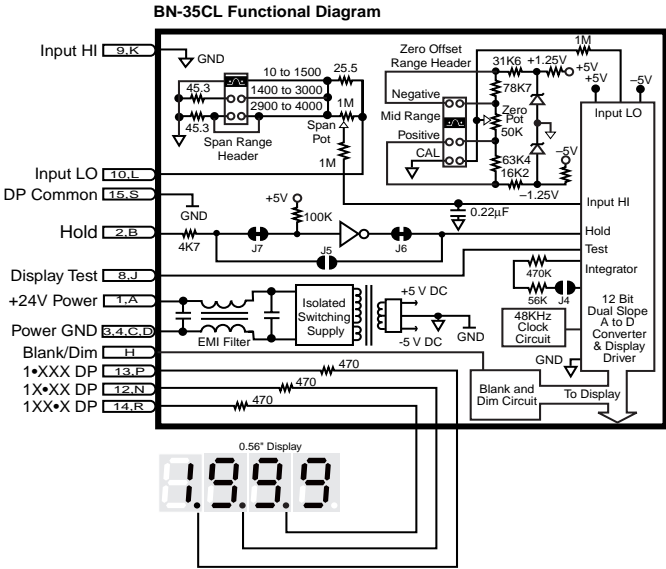 BN-35CL Functional Diagram
Input HI 9,K
GND
10 to 1500
1400 to 3000
2900 to 4000
45.3
45.3
25.5
1M
Span Range
Header
Span
Pot
1M
Zero Offset
Range Header
Negative
Mid Range
Positive
CAL
31K6
+1.25V
+5V
78K7
Zero
Pot
50K
63K4
16K2
-1.25V
–5V
1M
+5V
–5V
Input LO
Input LO 10,L
DP Common 15,S
GND
Input HI
0.22µF
Hold 2,B
4K7
J7
+5V
100K
J5
J6
Hold
Test
Integrator
470K
56K
J4
Display Test 8,J
+24V Power 1,A
Power GND 3,4,C,D
EMI Filter
Isolated
Switching
Supply
+5 V DC
-5 V DC
GND
48KHz
Clock
Circuit
GND
12 Bit
Dual Slope
A to D
Converter
& Display
Driver
Blank/Dim H
Blank and
Dim Circuit
To Display
1•XXX DP 13,P
470
1X•XX DP 12,N
470
1XX•X DP 14,R
470
0.56" Display
1.9.9.9